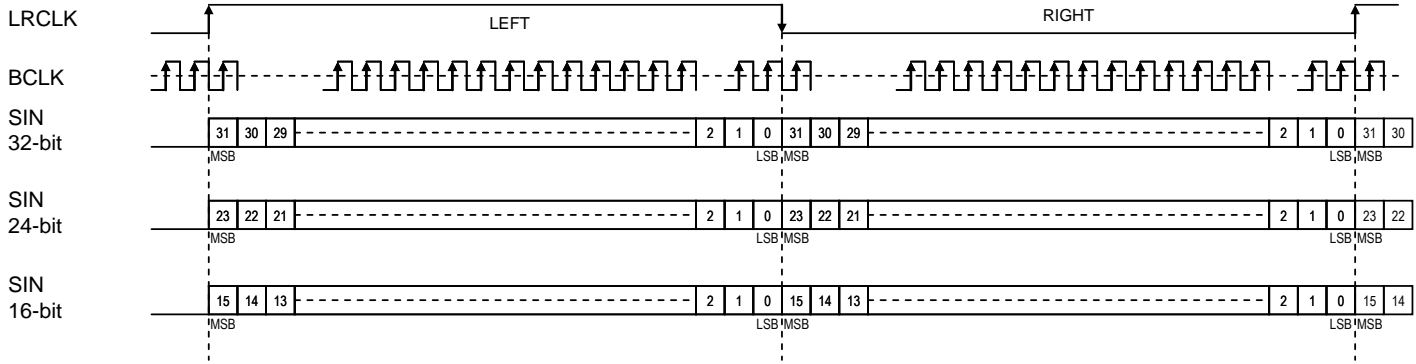 LRCLK LEFT RIGHT
BCLK
SIN
32-bit
31 30 29 2 1 0 31 30 29 2 1 0 31 30
MSB LSB MSB LSB MSB
SIN
24-bit
23 22 21 2 1 0 23 22 21 2 1 0 23 22
MSB LSB MSB LSB MSB
SIN
16-bit
15 14 13 2 1 0 15 14 13 2 1 0 15 14
MSB LSB MSB LSB MSB